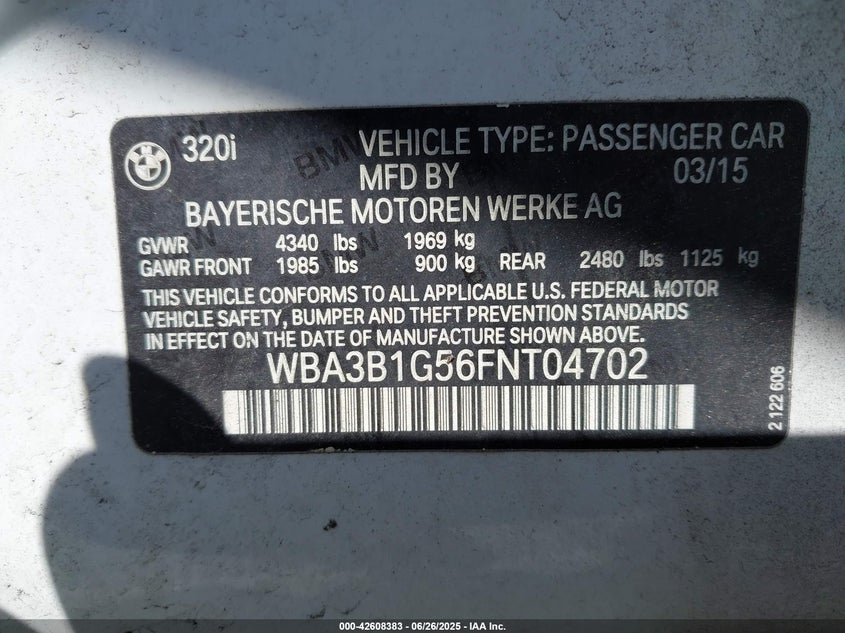 320i VEHICLE TYPE: PASSENGER CAR
MFD BY 03/15
BAYERISCHE MOTOREN WERKE AG
GVWR 4340 lbs 1969 kg
GAWR FRONT 1985 lbs 900 kg REAR 2480 lbs 1125 kg
THIS VEHICLE CONFORMS TO ALL APPLICABLE U.S. FEDERAL MOTOR
VEHICLE SAFETY, BUMPER AND THEFT PREVENTION STANDARDS
IN EFFECT ON THE DATE OF MANUFACTURE SHOWN ABOVE.
WBA3B1G56FNT04702
2 122 606
000-42608383 - 06/26/2025 - IAA Inc.